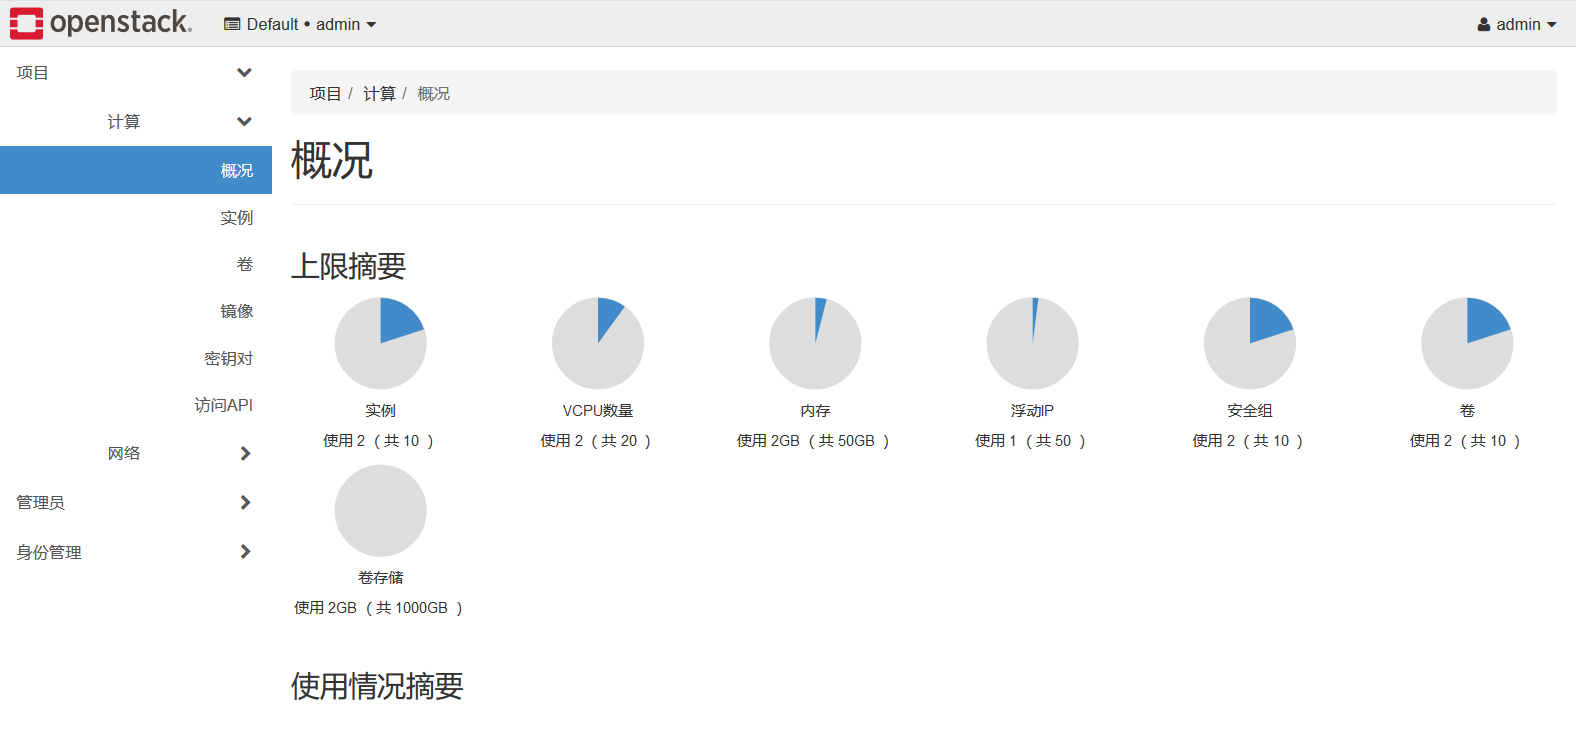 openstack. Default • admin admin
项目
计算
概况
实例
卷
镜像
密钥对
访问API
网络
管理员
身份管理
项目 / 计算 / 概况
概况
上限摘要
实例
使用 2 （共 10 ）
VCPU数量
使用 2 （共 20 ）
内存
使用 2GB （共 50GB ）
浮动IP
使用 1 （共 50 ）
安全组
使用 2 （共 10 ）
卷
使用 2 （共 10 ）
卷存储
使用 2GB （共 1000GB ）
使用情况摘要